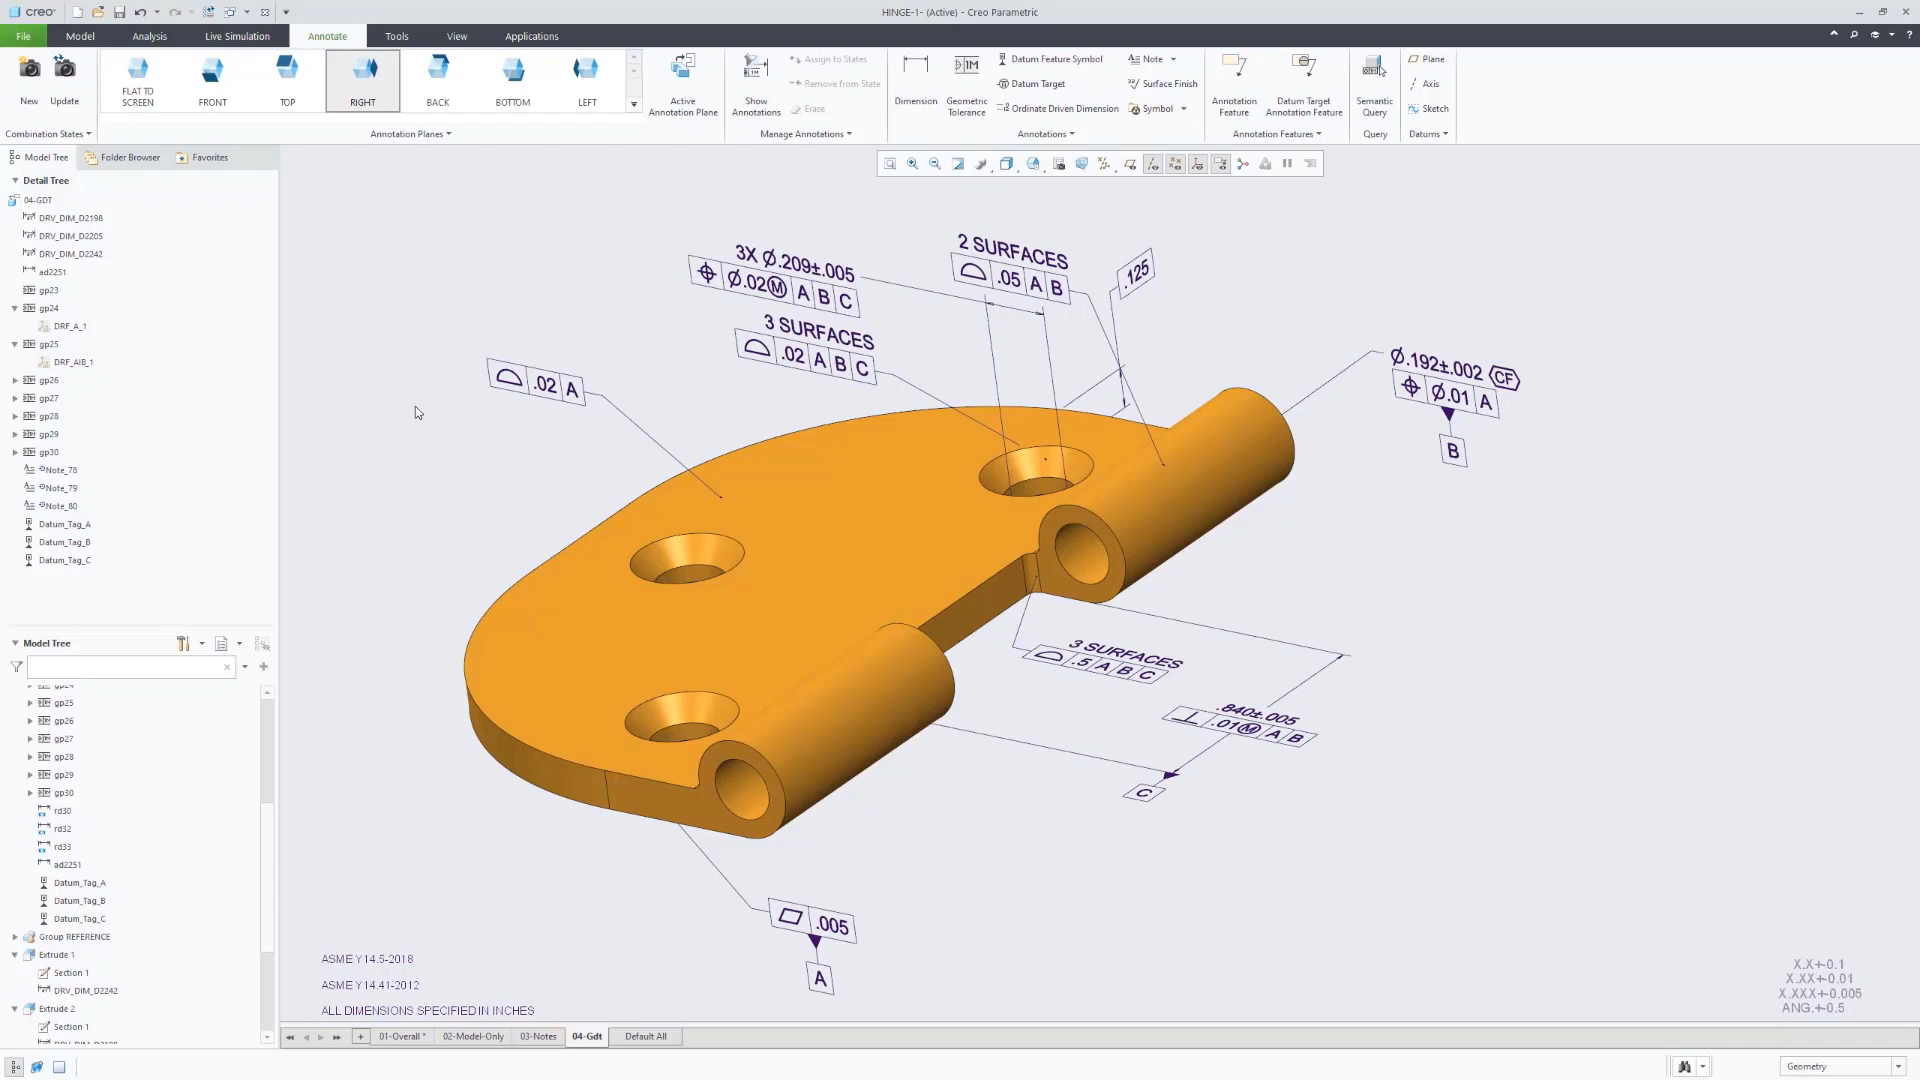 creo
HINGE-1- (Active) - Creo Parametric
File
Model
Analysis
Live Simulation
Annotate
Tools
View
Applications
New
Update
Combination States
FLAT TO
SCREEN
FRONT
TOP
RIGHT
BACK
BOTTOM
LEFT
Annotation Planes
Active
Annotation Plane
Show
Annotations
Assign to States
Remove from State
Erase
Manage Annotations
Dimension
Geometric
Tolerance
Datum Feature Symbol
Datum Target
Ordinate Driven Dimension
Note
Surface Finish
Symbol
Annotations
Annotation
Feature
Datum Target
Annotation Feature
Annotation Features
Semantic
Query
Query
Plane
Axis
Sketch
Datums
Model Tree
Folder Browser
Favorites
Detail Tree
04-GDT
DRV_DIM_D2198
DRV_DIM_D2205
DRV_DIM_D2242
ad2251
gp23
gp24
DRF_A_1
gp25
DRF_AIB_1
gp26
gp27
gp28
gp29
gp30
Note_78
Note_79
Note_80
Datum_Tag_A
Datum_Tag_B
Datum_Tag_C
Model Tree
gp24
gp25
gp26
gp27
gp28
gp29
gp30
rd30
rd32
rd33
ad2251
Datum_Tag_A
Datum_Tag_B
Datum_Tag_C
Group REFERENCE
Extrude 1
Section 1
DRV_DIM_D2242
Extrude 2
Section 1
3X Ø.209±.005
⌖ Ø.02Ⓜ A B C
2 SURFACES
⌓ .05 A B
.125
3 SURFACES
⌓ .02 A B C
⌓ .02 A
Ø.192±.002 CF
⌖ Ø.01 A
B
3 SURFACES
⌓ .5 A B C
.840±.005
⟂ .01Ⓜ A B
C
⏥ .005
A
ASME Y14.5-2018
ASME Y14.41-2012
ALL DIMENSIONS SPECIFIED IN INCHES
X.X+-0.1
X.XX+-0.01
X.XXX+-0.005
ANG.+-0.5
01-Overall *
02-Model-Only
03-Notes
04-Gdt
Default All
Geometry